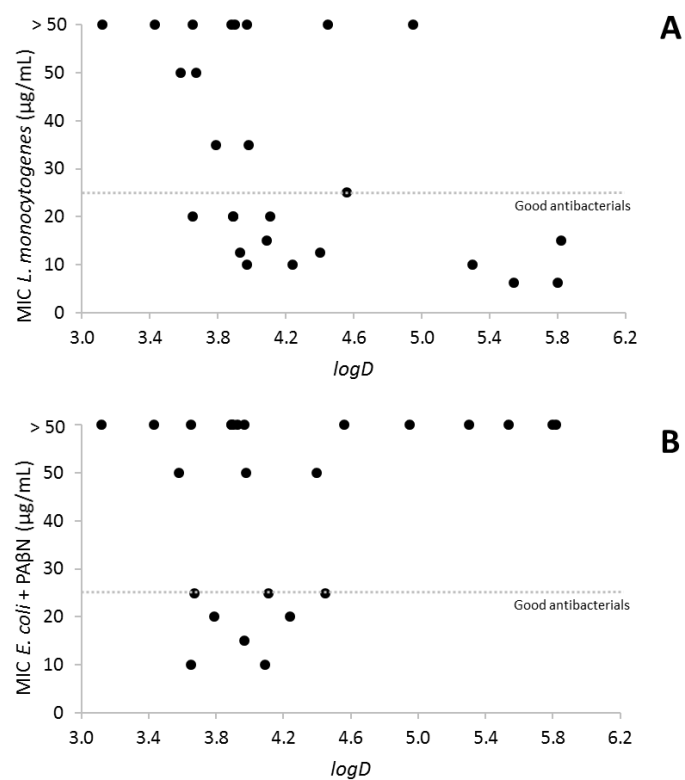 A
MIC L. monocytogenes (µg/mL)
> 50
50
40
30
20
10
0
Good antibacterials
3.0 3.4 3.8 4.2 4.6 5.0 5.4 5.8 6.2
logD
B
MIC E. coli + PAβN (µg/mL)
> 50
50
40
30
20
10
0
Good antibacterials
3.0 3.4 3.8 4.2 4.6 5.0 5.4 5.8 6.2
logD